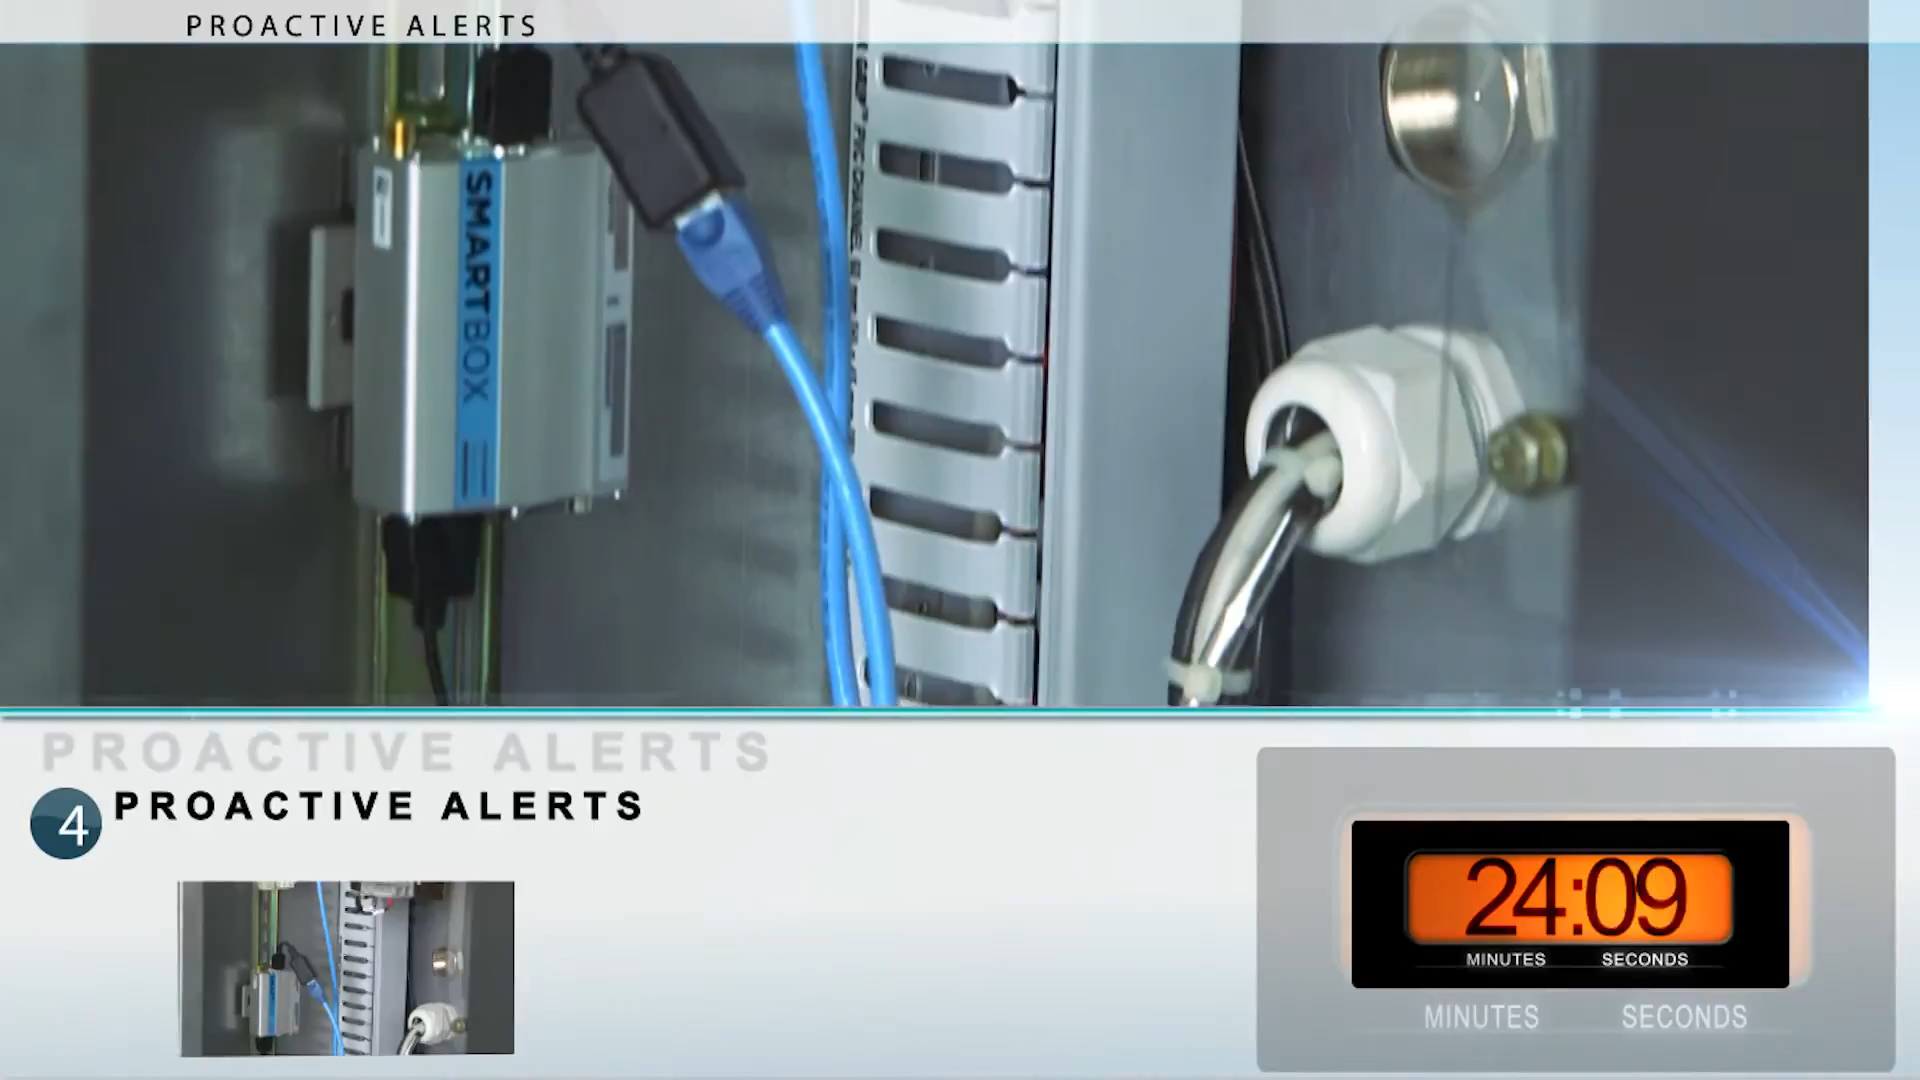 PROACTIVE ALERTS
SMARTBOX
PROACTIVE ALERTS
4 PROACTIVE ALERTS
24:09
MINUTES SECONDS
MINUTES SECONDS